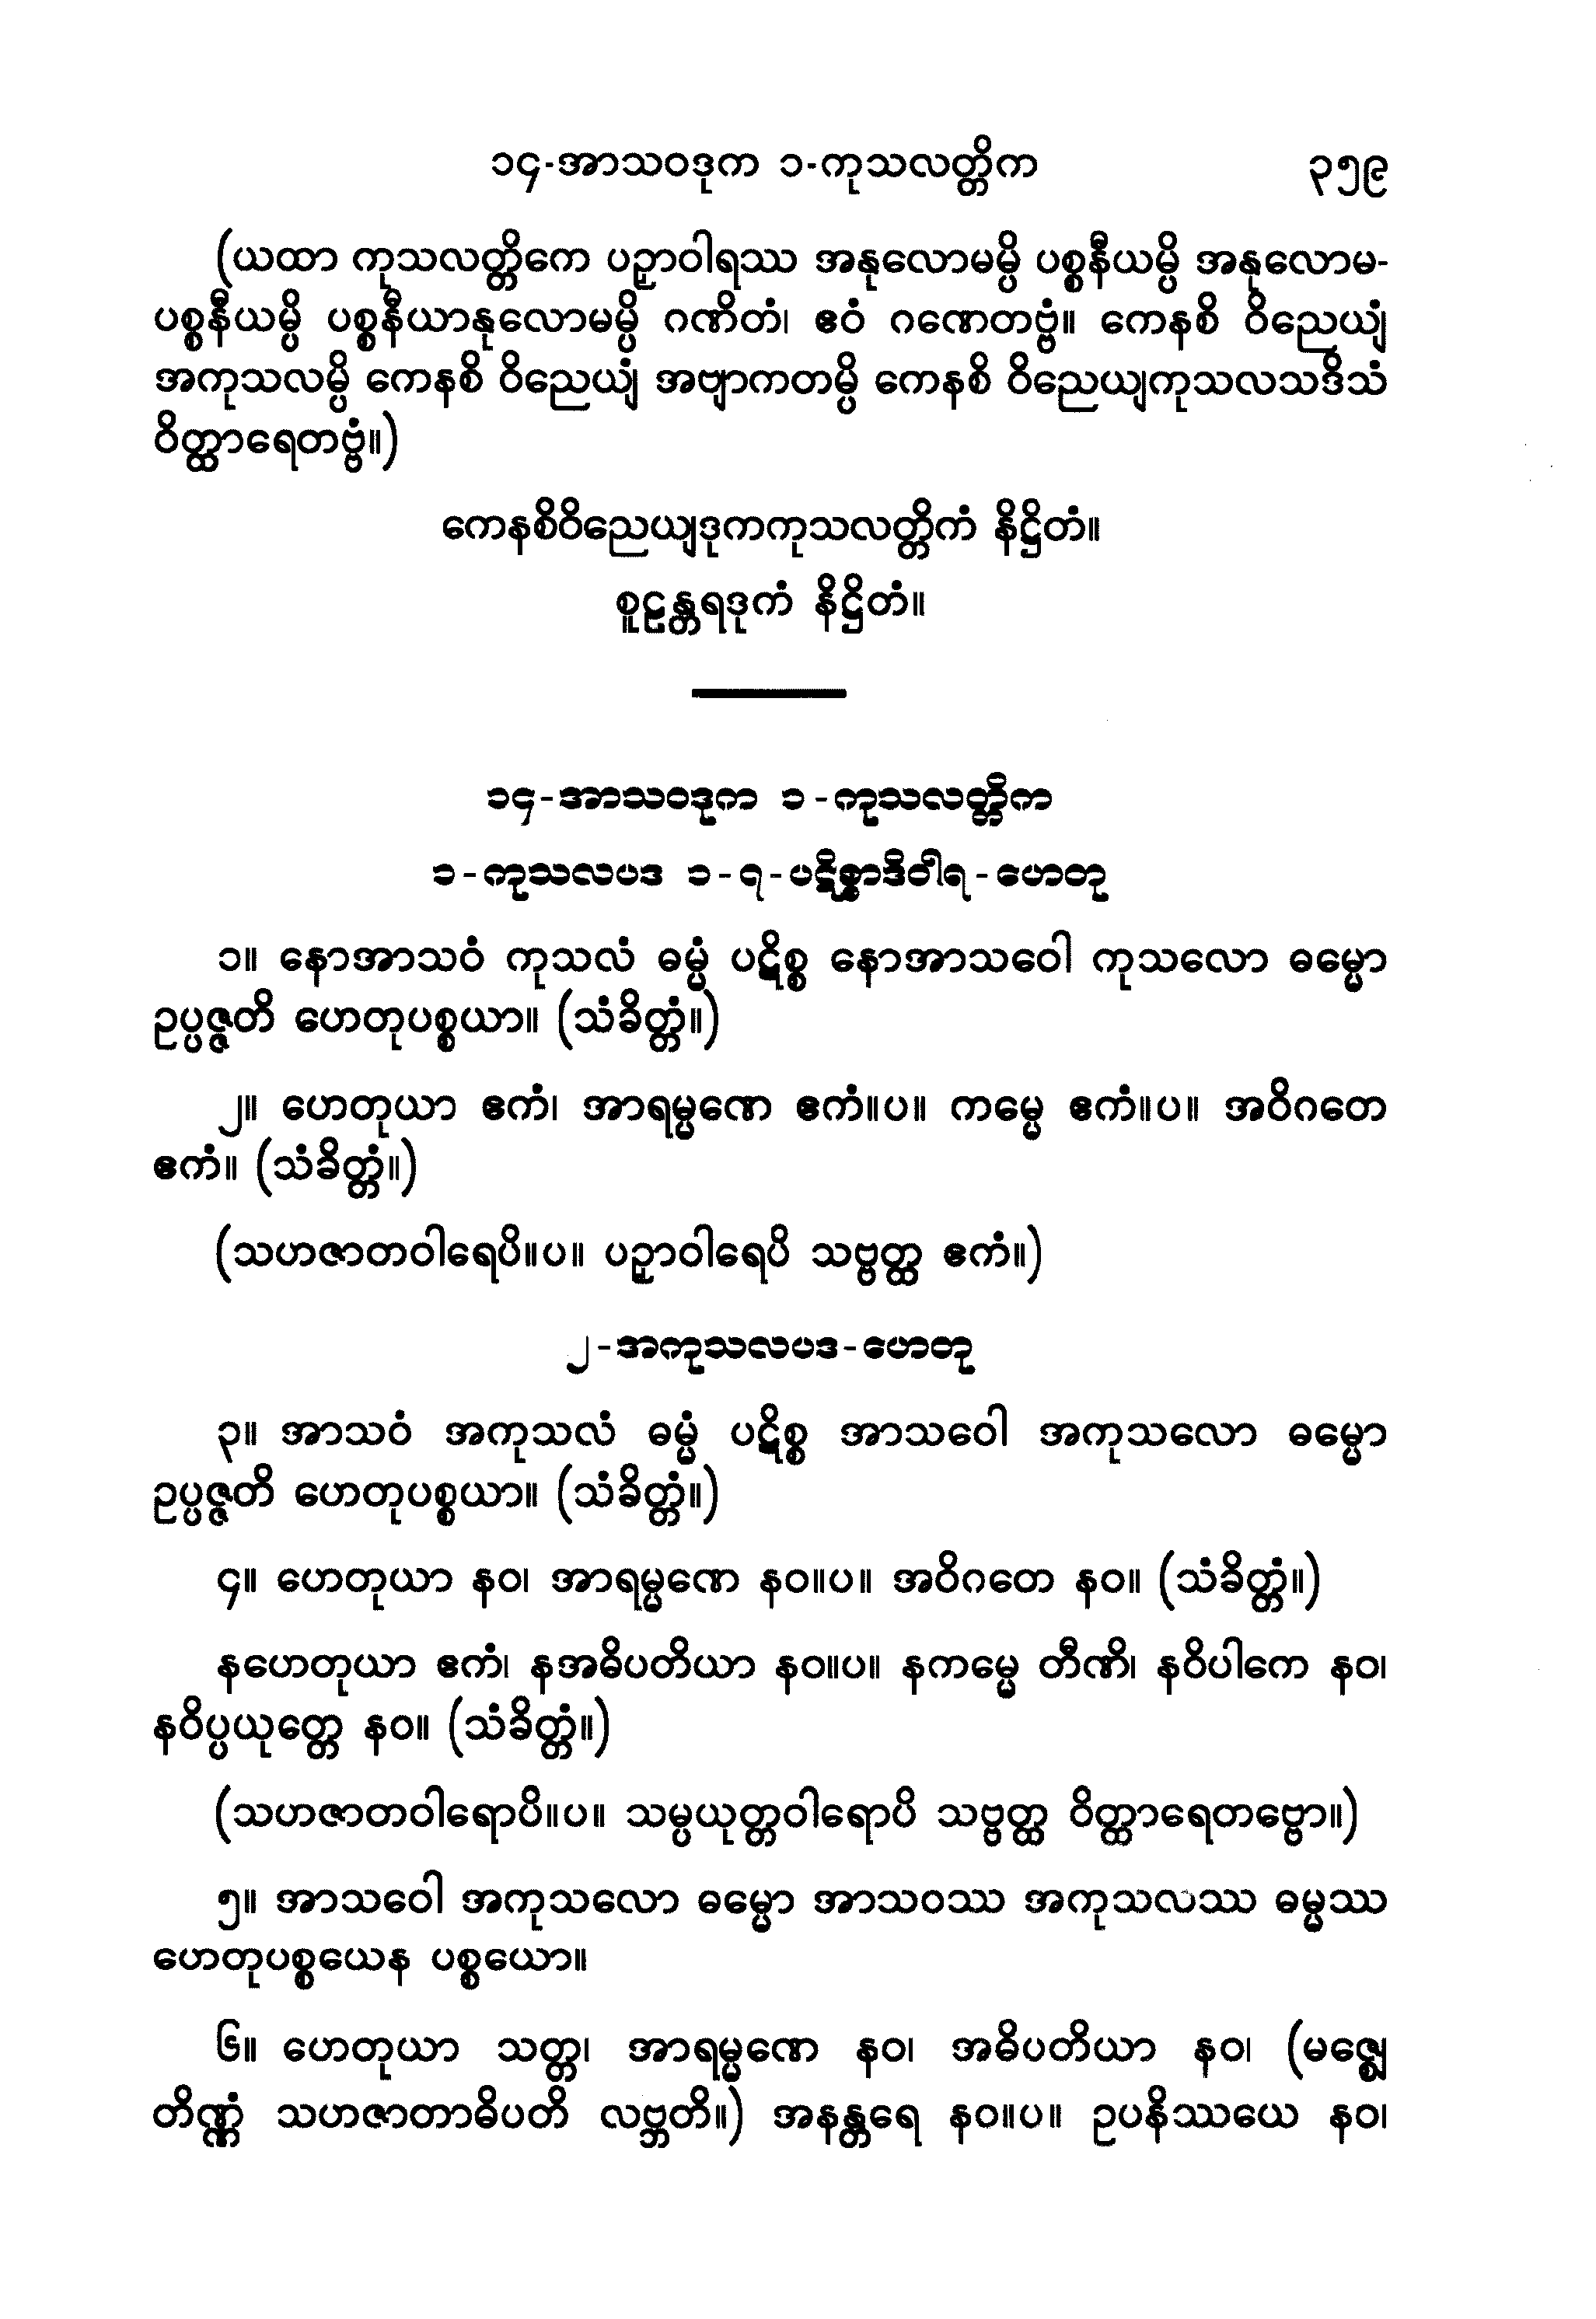 ၁၄-အာသဝဒုက ၁-ကုသလတ္တိက ၃၅၉
(ယထာ ကုသလတ္တိကေ ပဉှာဝါရဿ အနုလောမမ္ပိ ပစ္စနီယမ္ပိ အနုလောမ-
ပစ္စနီယမ္ပိ ပစ္စနီယာနုလောမမ္ပိ ဂဏိတံ၊ ဧဝံ ဂဏေတဗ္ဗံ။ ကေနစိ ဝိညေယျံ
အကုသလမ္ပိ ကေနစိ ဝိညေယျံ အဗျာကတမ္ပိ ကေနစိ ဝိညေယျကုသလသဒိသံ
ဝိတ္ထာရေတဗ္ဗံ။)
ကေနစိဝိညေယျဒုကကုသလတ္တိကံ နိဋ္ဌိတံ။
စူဠန္တရဒုကံ နိဋ္ဌိတံ။
၁၄-အာသဝဒုက ၁-ကုသလတ္တိက
၁-ကုသလပဒ ၁-၇-ပဋိစ္စာဒိဝါရ-ဟေတု
၁။ နောအာသဝံ ကုသလံ ဓမ္မံ ပဋိစ္စ နောအာသဝေါ ကုသလော ဓမ္မော
ဥပ္ပဇ္ဇတိ ဟေတုပစ္စယာ။ (သံခိတ္တံ။)
၂။ ဟေတုယာ ဧကံ၊ အာရမ္မဏေ ဧကံ။ပ။ ကမ္မေ ဧကံ။ပ။ အဝိဂတေ
ဧကံ။ (သံခိတ္တံ။)
(သဟဇာတဝါရေပိ။ပ။ ပဉှာဝါရေပိ သဗ္ဗတ္ထ ဧကံ။)
၂-အကုသလပဒ-ဟေတု
၃။ အာသဝံ အကုသလံ ဓမ္မံ ပဋိစ္စ အာသဝေါ အကုသလော ဓမ္မော
ဥပ္ပဇ္ဇတိ ဟေတုပစ္စယာ။ (သံခိတ္တံ။)
၄။ ဟေတုယာ နဝ၊ အာရမ္မဏေ နဝ။ပ။ အဝိဂတေ နဝ။ (သံခိတ္တံ။)
နဟေတုယာ ဧကံ၊ နအဓိပတိယာ နဝ။ပ။ နကမ္မေ တီဏိ၊ နဝိပါကေ နဝ၊
နဝိပ္ပယုတ္တေ နဝ။ (သံခိတ္တံ။)
(သဟဇာတဝါရောပိ။ပ။ သမ္ပယုတ္တဝါရောပိ သဗ္ဗတ္ထ ဝိတ္ထာရေတဗ္ဗော။)
၅။ အာသဝေါ အကုသလော ဓမ္မော အာသဝဿ အကုသလဿ ဓမ္မဿ
ဟေတုပစ္စယေန ပစ္စယော။
၆။ ဟေတုယာ သတ္တ၊ အာရမ္မဏေ နဝ၊ အဓိပတိယာ နဝ၊ (မဇ္ဈေ
တိဏ္ဏံ သဟဇာတာဓိပတိ လဗ္ဘတိ။) အနန္တရေ နဝ။ပ။ ဥပနိဿယေ နဝ၊